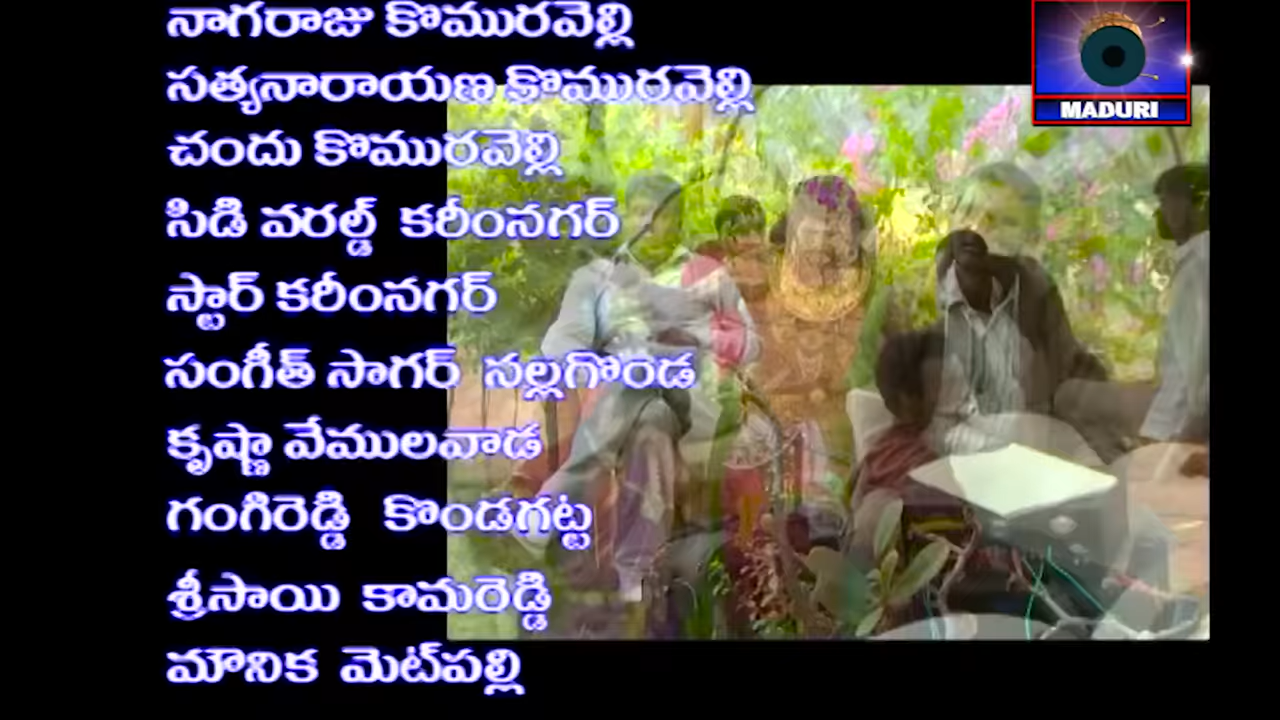 నాగరాజు కొమురవెల్లి
MADURI
సత్యనారాయణ కొమురవెల్లి
చందు కొమురవెల్లి
సిడి వరల్డ్ కరీంనగర్
స్టార్ కరీంనగర్
సంగీత్ సాగర్ నల్లగొండ
కృష్ణా వేములవాడ
గంగిరెడ్డి కొండగట్ట
శ్రీసాయి కామరెడ్డి
మౌనిక మెట్‌పల్లి